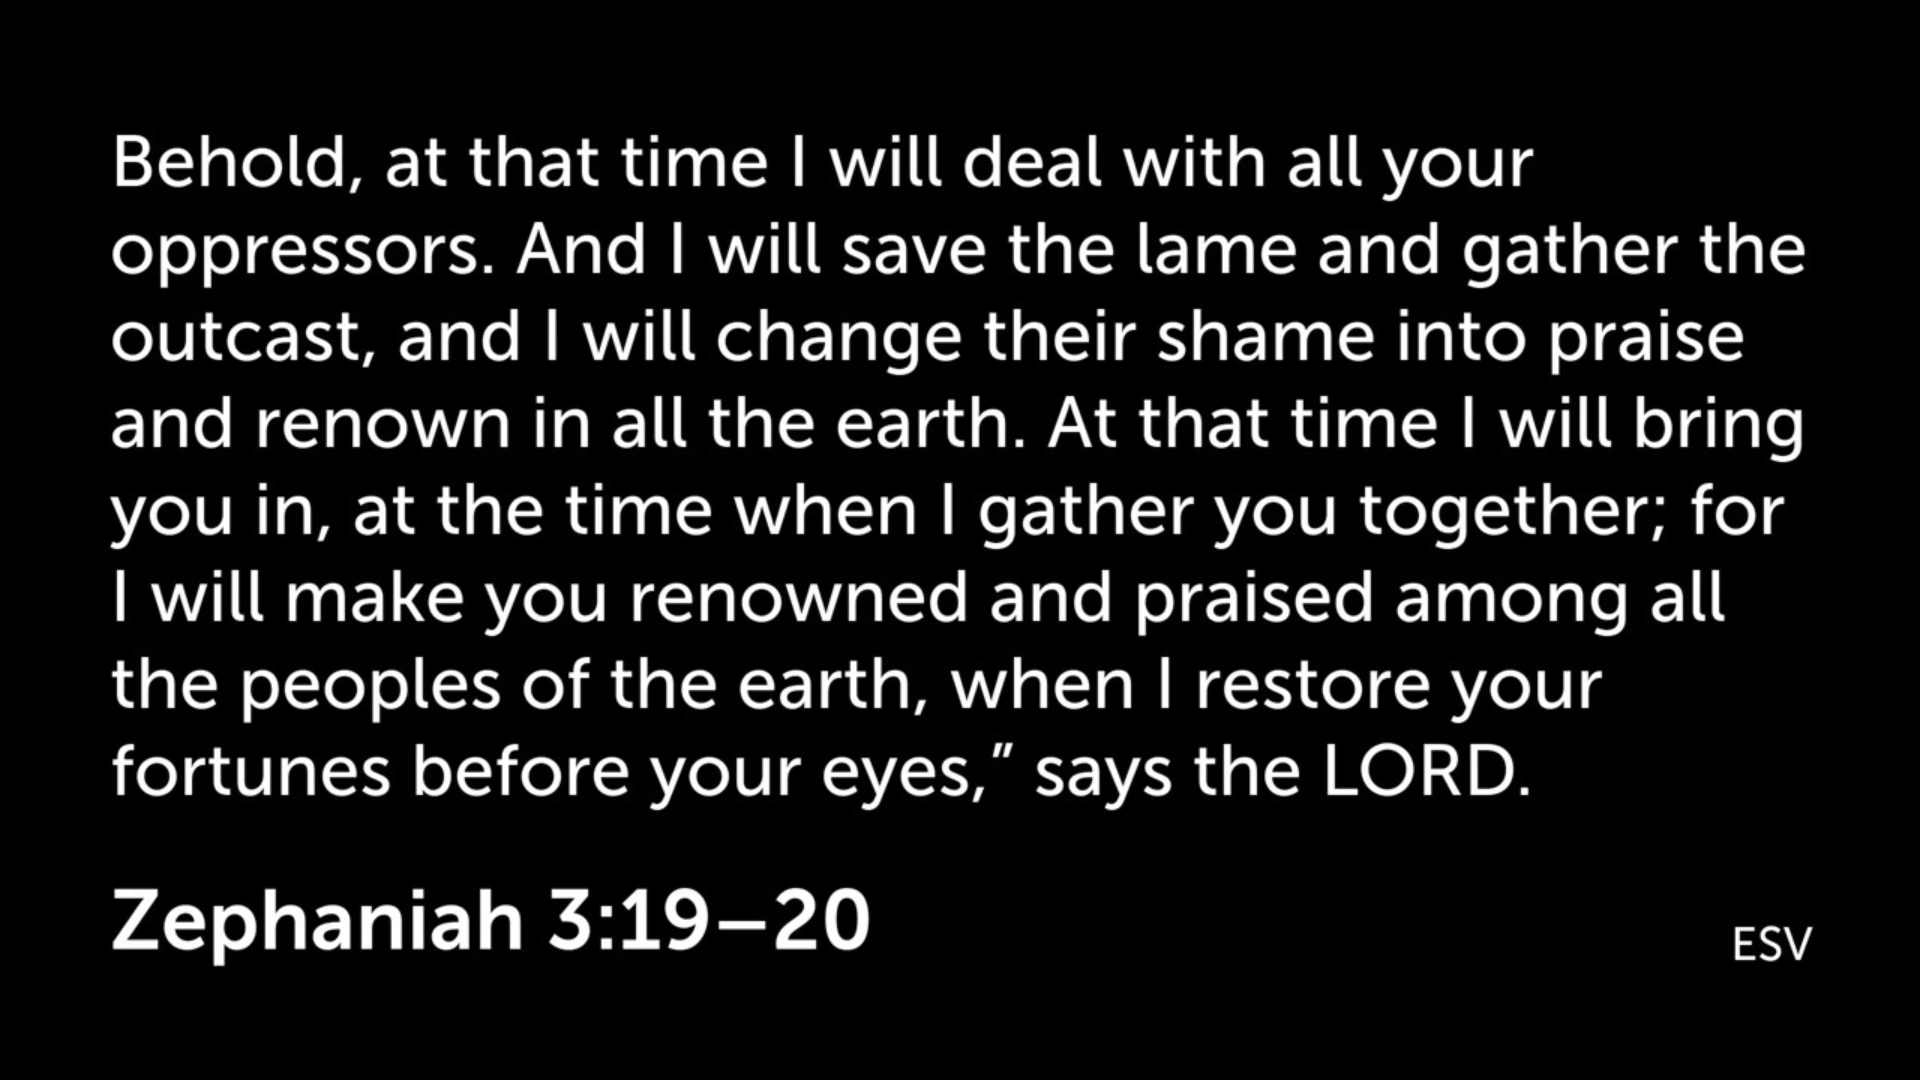 Behold, at that time I will deal with all your
oppressors. And I will save the lame and gather the
outcast, and I will change their shame into praise
and renown in all the earth. At that time I will bring
you in, at the time when I gather you together; for
I will make you renowned and praised among all
the peoples of the earth, when I restore your
fortunes before your eyes,” says the LORD.
Zephaniah 3:19–20
ESV